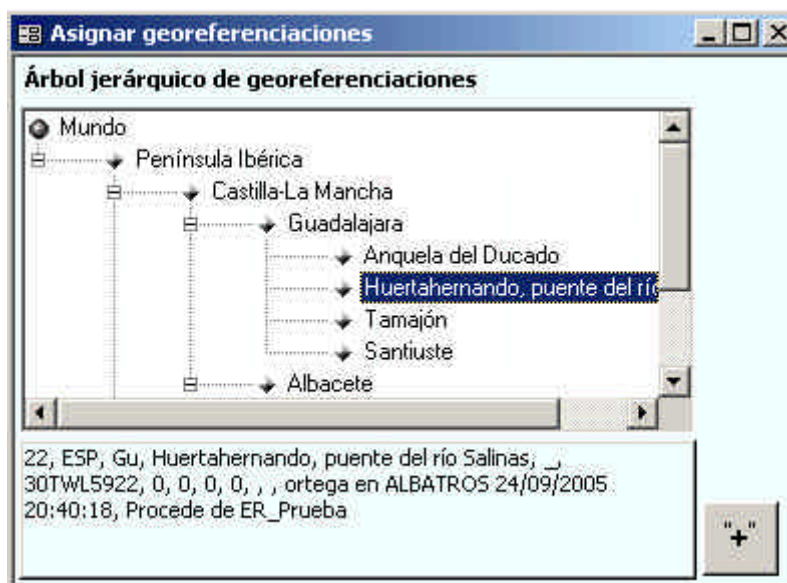 Asignar georeferenciaciones
Árbol jerárquico de georeferenciaciones
Mundo
Península Ibérica
Castilla-La Mancha
Guadalajara
Anquela del Ducado
Huertahernando, puente del río
Tamajón
Santiuste
Albacete
22, ESP, Gu, Huertahernando, puente del río Salinas, _,
30TWL5922, 0, 0, 0, 0, , , ortega en ALBATROS 24/09/2005
20:40:18, Procede de ER_Prueba
"+"